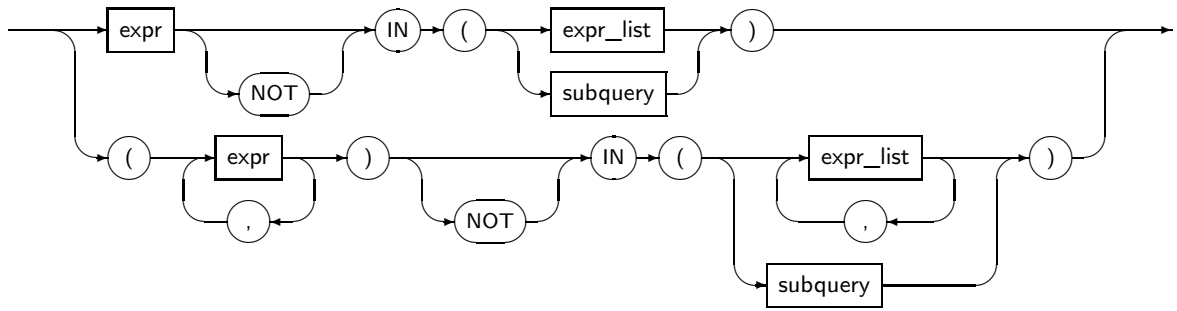 expr IN ( expr_list )
NOT subquery
( expr ) IN ( expr_list )
, NOT ,
subquery